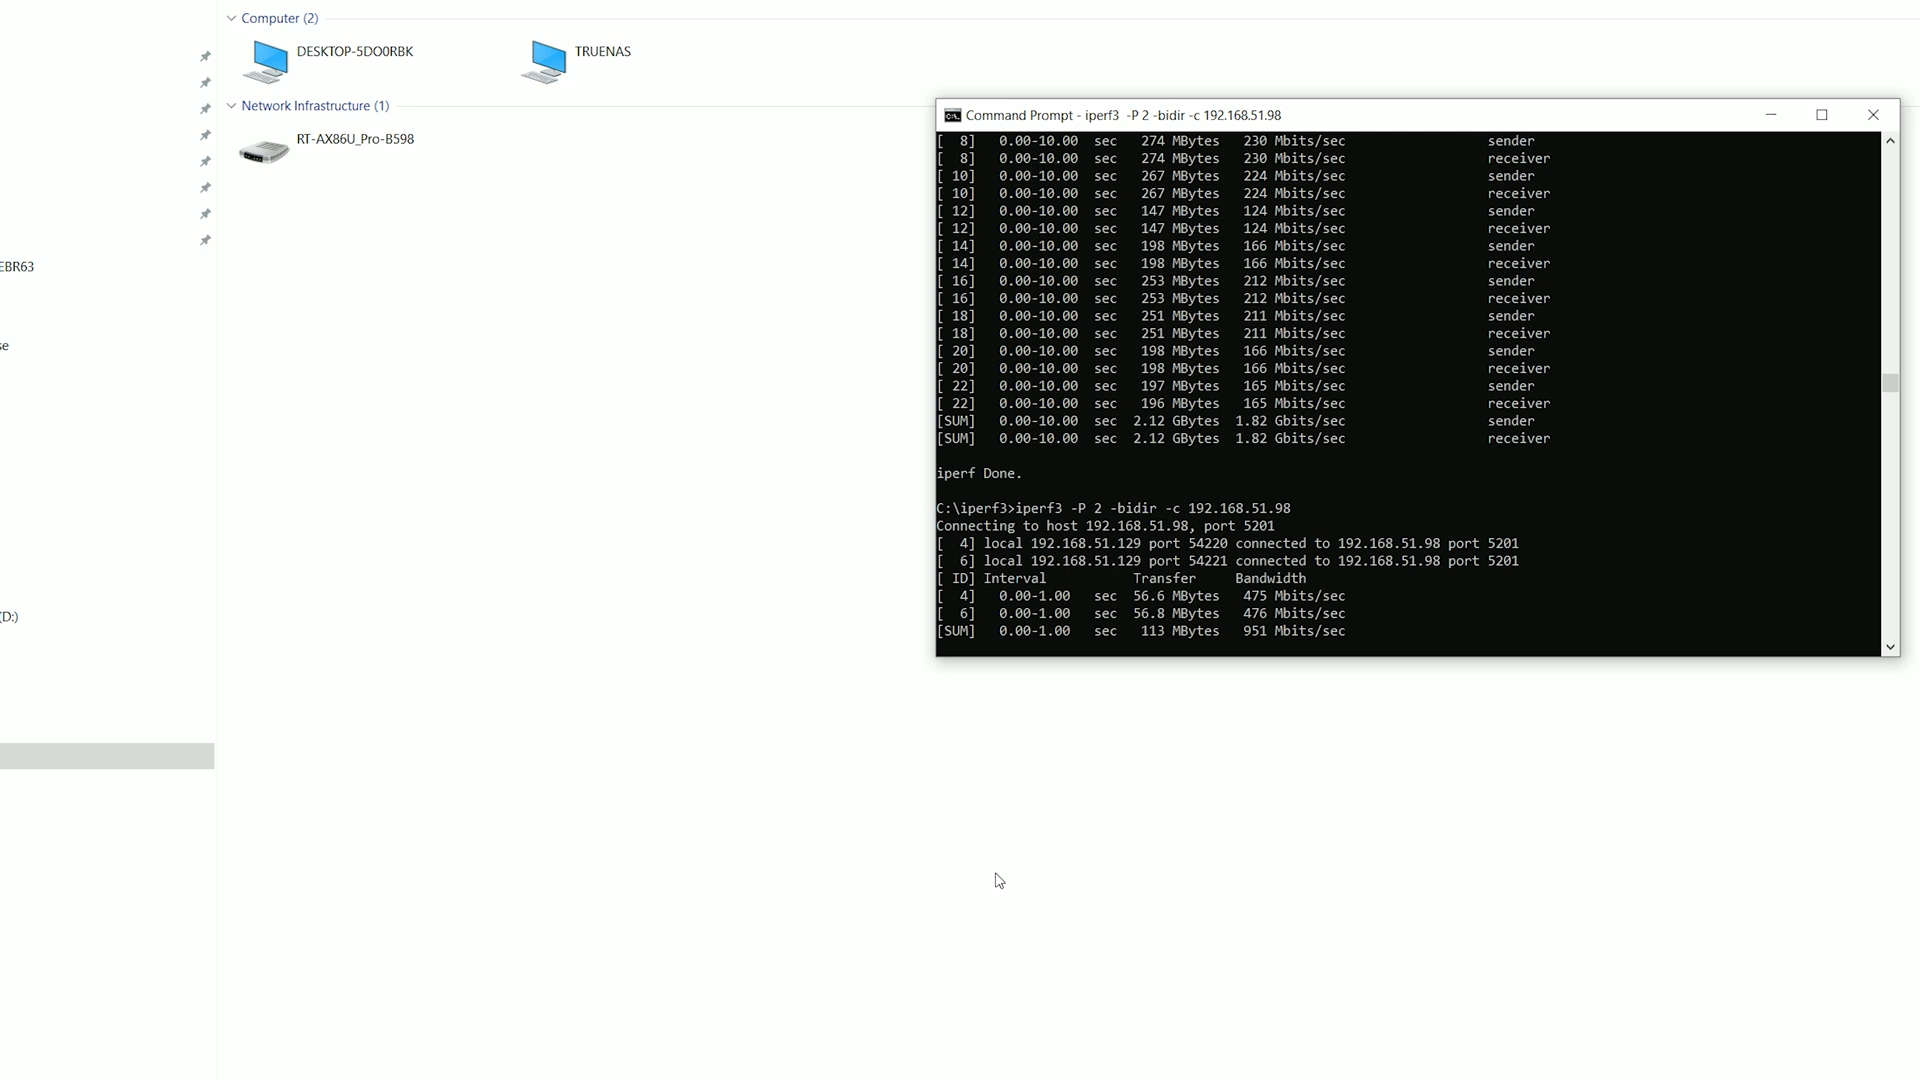 Computer (2)
DESKTOP-5DO0RBK
TRUENAS
Network Infrastructure (1)
RT-AX86U_Pro-B598
EBR63
se
(D:)
Command Prompt - iperf3 -P 2 -bidir -c 192.168.51.98
[ 8] 0.00-10.00 sec 274 MBytes 230 Mbits/sec sender
[ 8] 0.00-10.00 sec 274 MBytes 230 Mbits/sec receiver
[ 10] 0.00-10.00 sec 267 MBytes 224 Mbits/sec sender
[ 10] 0.00-10.00 sec 267 MBytes 224 Mbits/sec receiver
[ 12] 0.00-10.00 sec 147 MBytes 124 Mbits/sec sender
[ 12] 0.00-10.00 sec 147 MBytes 124 Mbits/sec receiver
[ 14] 0.00-10.00 sec 198 MBytes 166 Mbits/sec sender
[ 14] 0.00-10.00 sec 198 MBytes 166 Mbits/sec receiver
[ 16] 0.00-10.00 sec 253 MBytes 212 Mbits/sec sender
[ 16] 0.00-10.00 sec 253 MBytes 212 Mbits/sec receiver
[ 18] 0.00-10.00 sec 251 MBytes 211 Mbits/sec sender
[ 18] 0.00-10.00 sec 251 MBytes 211 Mbits/sec receiver
[ 20] 0.00-10.00 sec 198 MBytes 166 Mbits/sec sender
[ 20] 0.00-10.00 sec 198 MBytes 166 Mbits/sec receiver
[ 22] 0.00-10.00 sec 197 MBytes 165 Mbits/sec sender
[ 22] 0.00-10.00 sec 196 MBytes 165 Mbits/sec receiver
[SUM] 0.00-10.00 sec 2.12 GBytes 1.82 Gbits/sec sender
[SUM] 0.00-10.00 sec 2.12 GBytes 1.82 Gbits/sec receiver
iperf Done.
C:\iperf3>iperf3 -P 2 -bidir -c 192.168.51.98
Connecting to host 192.168.51.98, port 5201
[ 4] local 192.168.51.129 port 54220 connected to 192.168.51.98 port 5201
[ 6] local 192.168.51.129 port 54221 connected to 192.168.51.98 port 5201
[ ID] Interval Transfer Bandwidth
[ 4] 0.00-1.00 sec 56.6 MBytes 475 Mbits/sec
[ 6] 0.00-1.00 sec 56.8 MBytes 476 Mbits/sec
[SUM] 0.00-1.00 sec 113 MBytes 951 Mbits/sec